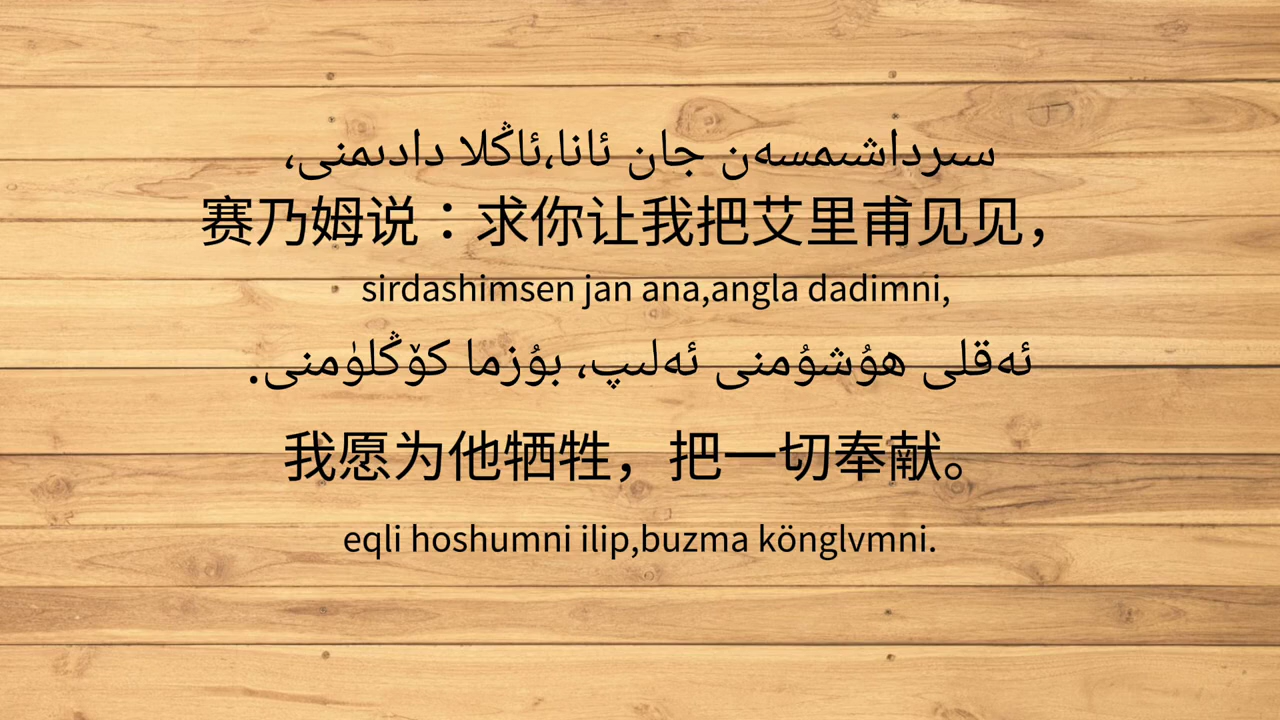 سىرداشىمسەن جان ئانا،ئاڭلا دادىمنى،
赛乃姆说：求你让我把艾里甫见见，
sirdashimsen jan ana,angla dadimni,
ئەقلى ھۇشۇمنى ئەلىپ، بۇزما كۆڭلۈمنى.
我愿为他牺牲，把一切奉献。
eqli hoshumni ilip,buzma könglvmni.